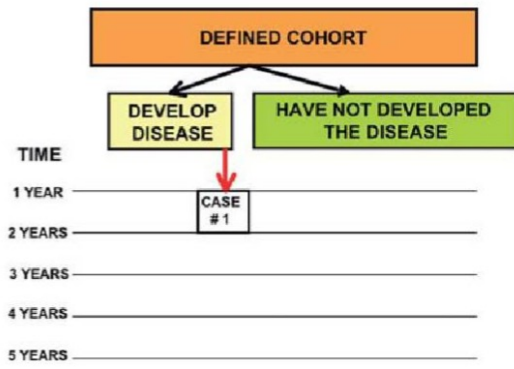 DEFINED COHORT
DEVELOP
DISEASE
HAVE NOT DEVELOPED
THE DISEASE
TIME
1 YEAR
CASE
# 1
2 YEARS
3 YEARS
4 YEARS
5 YEARS